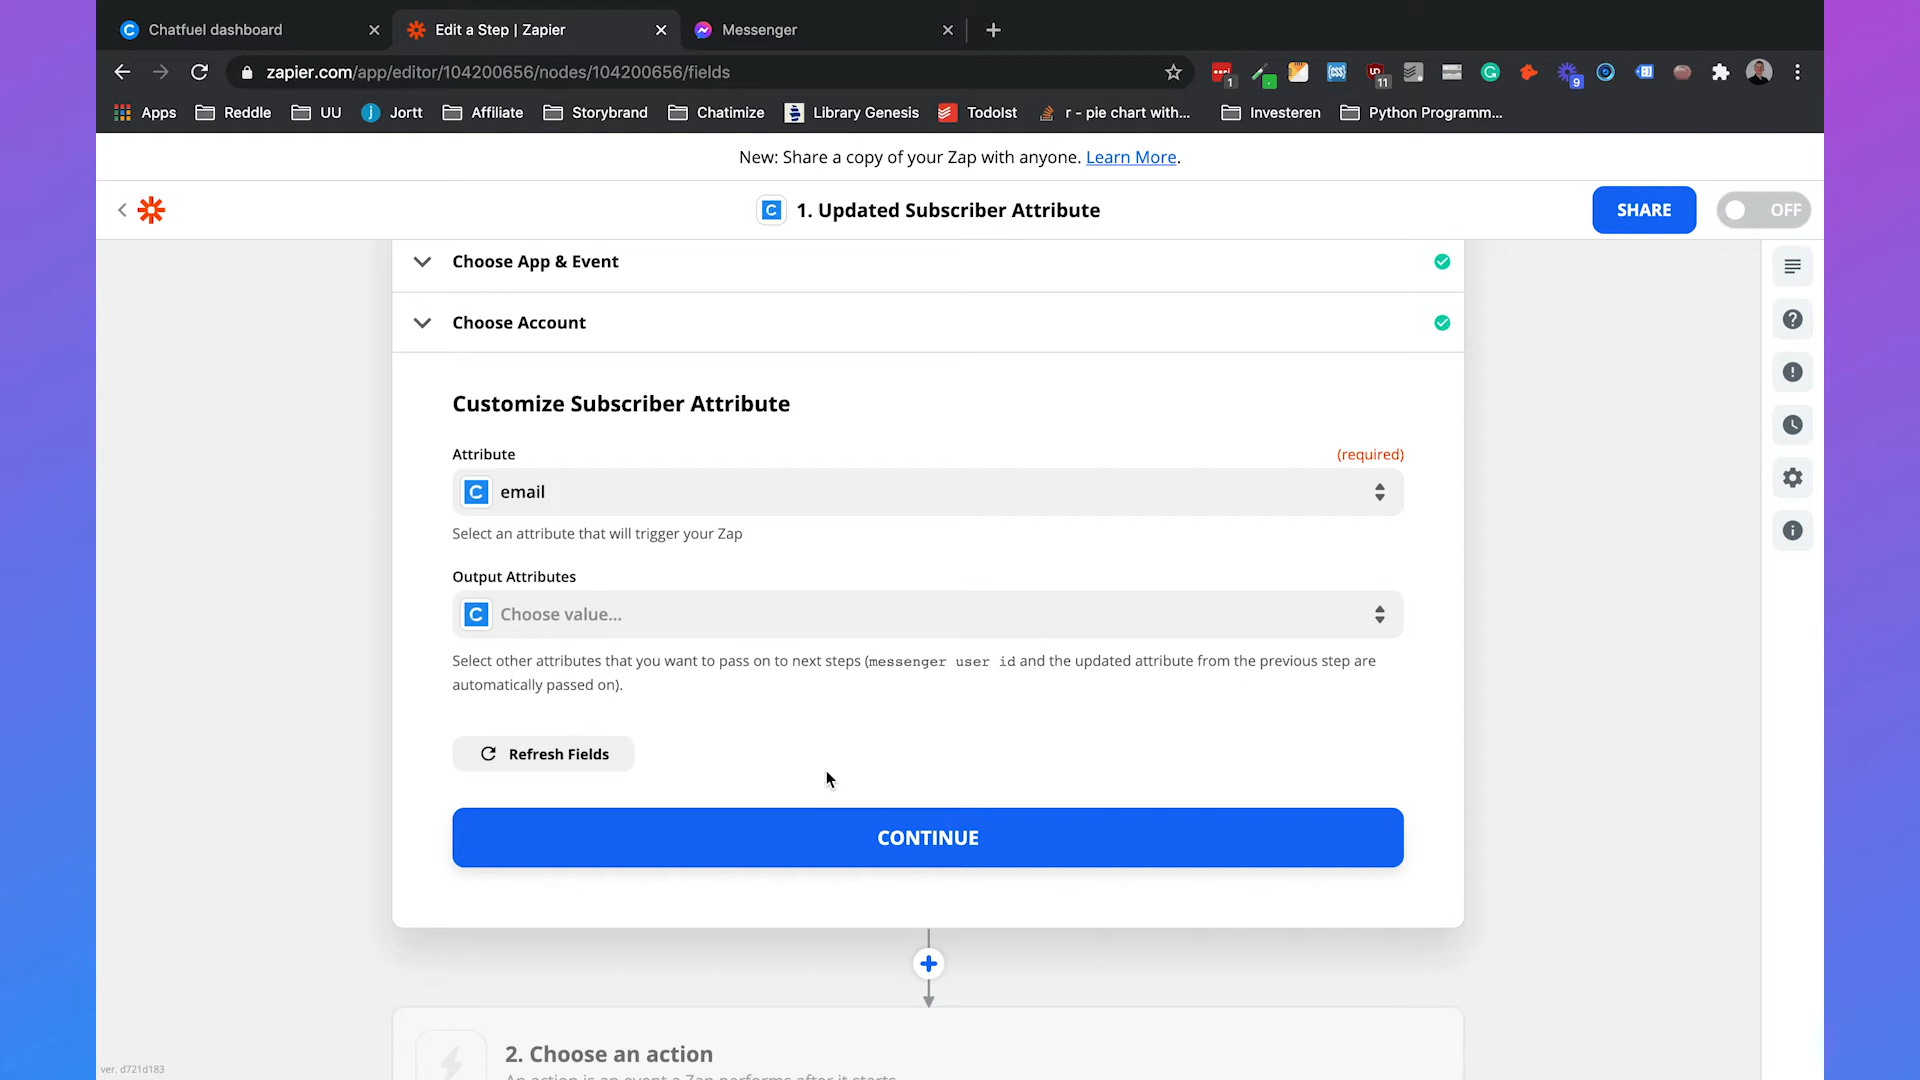 Chatfuel dashboard
Edit a Step | Zapier
Messenger
zapier.com/app/editor/104200656/nodes/104200656/fields
1
11
9
Apps
Reddle
UU
Jortt
Affiliate
Storybrand
Chatimize
Library Genesis
TodoIst
r - pie chart with...
Investeren
Python Programm...
New: Share a copy of your Zap with anyone. Learn More.
1. Updated Subscriber Attribute
SHARE
OFF
Choose App & Event
Choose Account
Customize Subscriber Attribute
Attribute
(required)
email
Select an attribute that will trigger your Zap
Output Attributes
Choose value...
Select other attributes that you want to pass on to next steps (messenger user id and the updated attribute from the previous step are
automatically passed on).
Refresh Fields
CONTINUE
2. Choose an action
An action is an event a Zap performs after it starts
ver. d721d183